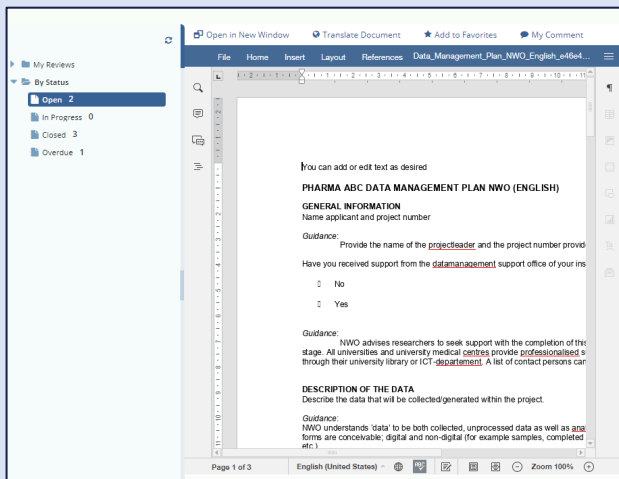 Open in New Window Translate Document Add to Favorites My Comment
My Reviews
By Status
Open 2
In Progress 0
Closed 3
Overdue 1
File Home Insert Layout References Data_Management_Plan_NWO_English_e46e4...
You can add or edit text as desired
PHARMA ABC DATA MANAGEMENT PLAN NWO (ENGLISH)
GENERAL INFORMATION
Name applicant and project number
Guidance:
Provide the name of the projectleader and the project number provid
Have you received support from the datamanagement support office of your ins
No
Yes
Guidance:
NWO advises researchers to seek support with the completion of this
stage. All universities and university medical centres provide professionalised s
through their university library or ICT-departement. A list of contact persons can
DESCRIPTION OF THE DATA
Describe the data that will be collected/generated within the project.
Guidance:
NWO understands 'data' to be both collected, unprocessed data as well as ana
forms are conceivable; digital and non-digital (for example samples, completed
etc.)
Page 1 of 3 English (United States) Zoom 100%